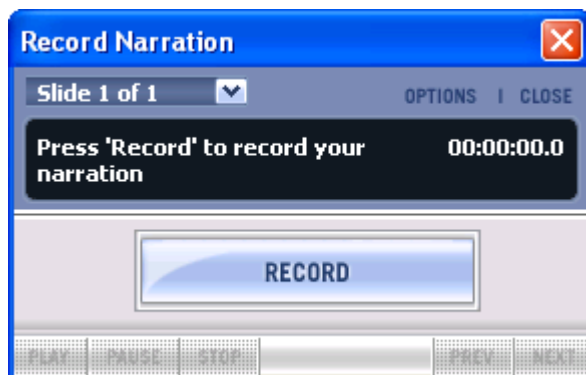 Record Narration
Slide 1 of 1
OPTIONS | CLOSE
Press 'Record' to record your 00:00:00.0
narration
RECORD
PLAY PAUSE STOP PREV NEXT